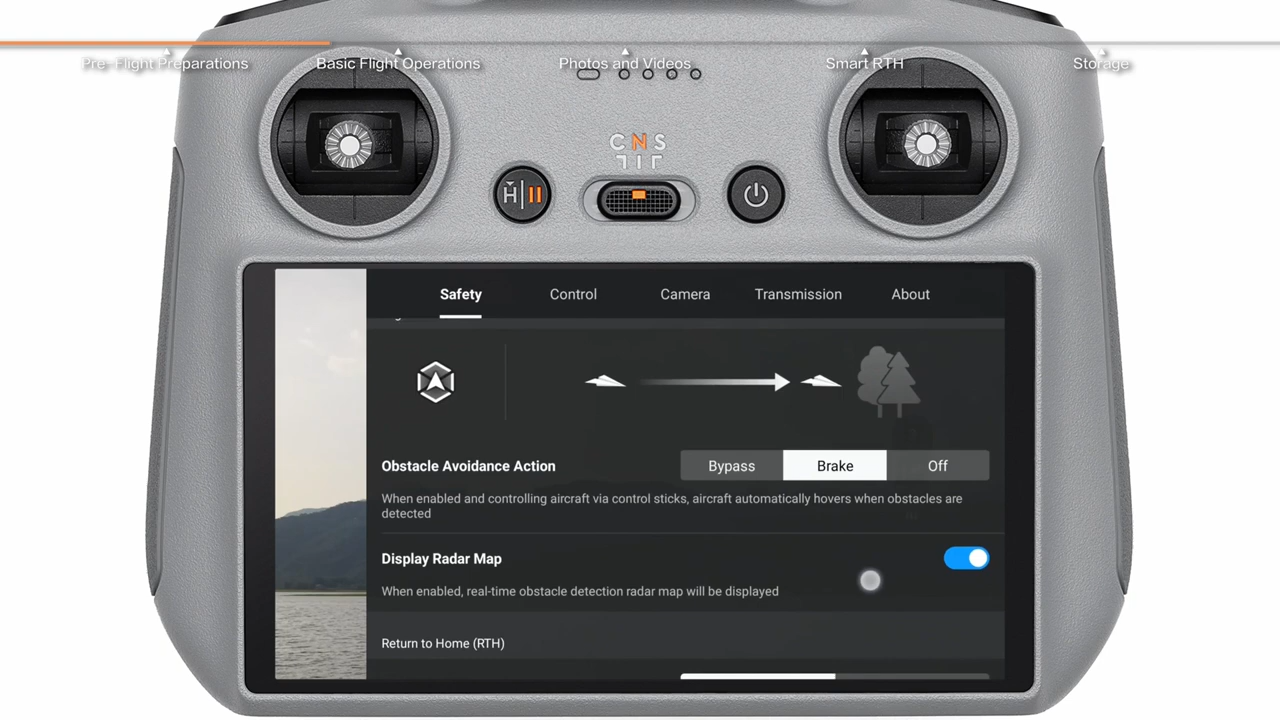 Pre-Flight Preparations
Basic Flight Operations
Photos and Videos
Smart RTH
Storage
C N S
H
Safety
Control
Camera
Transmission
About
Obstacle Avoidance Action
Bypass
Brake
Off
When enabled and controlling aircraft via control sticks, aircraft automatically hovers when obstacles are
detected
Display Radar Map
When enabled, real-time obstacle detection radar map will be displayed
Return to Home (RTH)